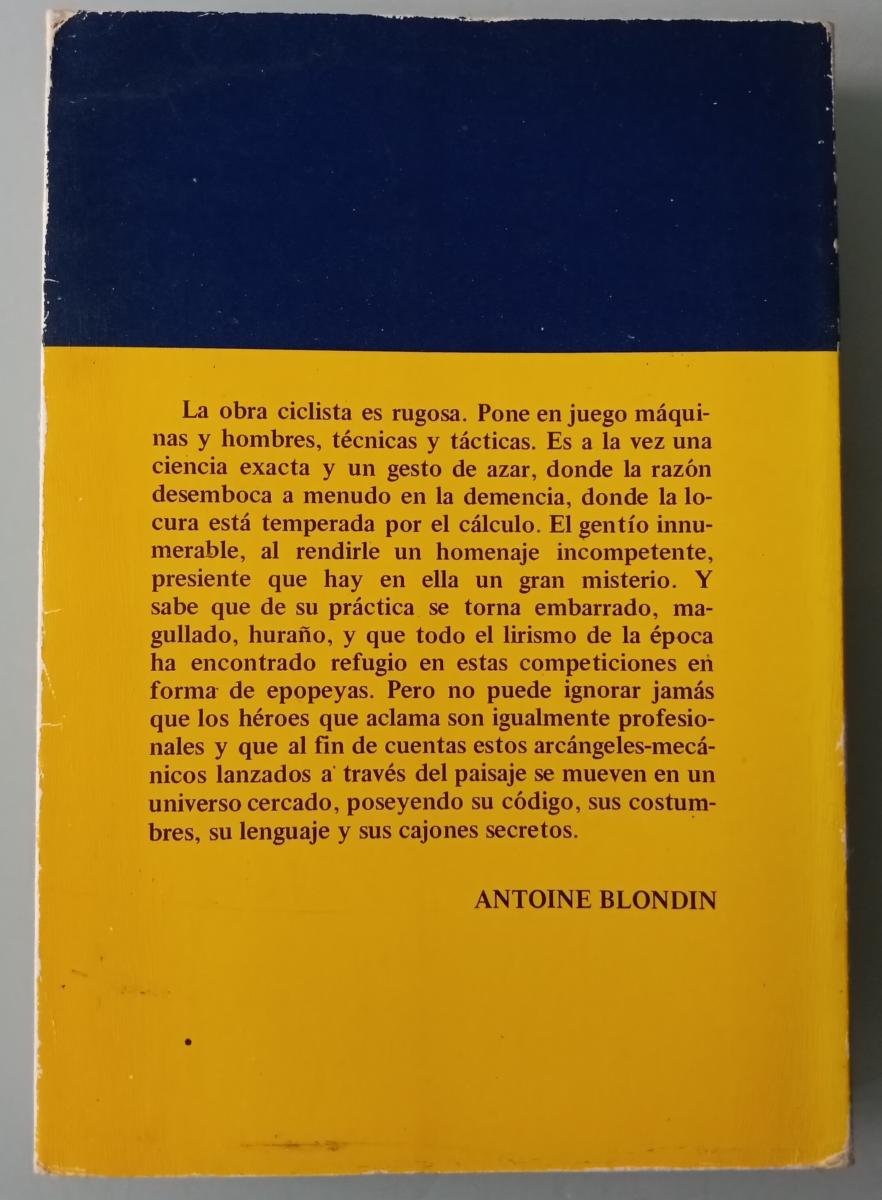 La obra ciclista es rugosa. Pone en juego máqui-
nas y hombres, técnicas y tácticas. Es a la vez una
ciencia exacta y un gesto de azar, donde la razón
desemboca a menudo en la demencia, donde la lo-
cura está temperada por el cálculo. El gentío innu-
merable, al rendirle un homenaje incompetente,
presiente que hay en ella un gran misterio. Y
sabe que de su práctica se torna embarrado, ma-
gullado, huraño, y que todo el lirismo de la época
ha encontrado refugio en estas competiciones en
forma de epopeyas. Pero no puede ignorar jamás
que los héroes que aclama son igualmente profesio-
nales y que al fin de cuentas estos arcángeles-mecá-
nicos lanzados a través del paisaje se mueven en un
universo cercado, poseyendo su código, sus costum-
bres, su lenguaje y sus cajones secretos.
ANTOINE BLONDIN